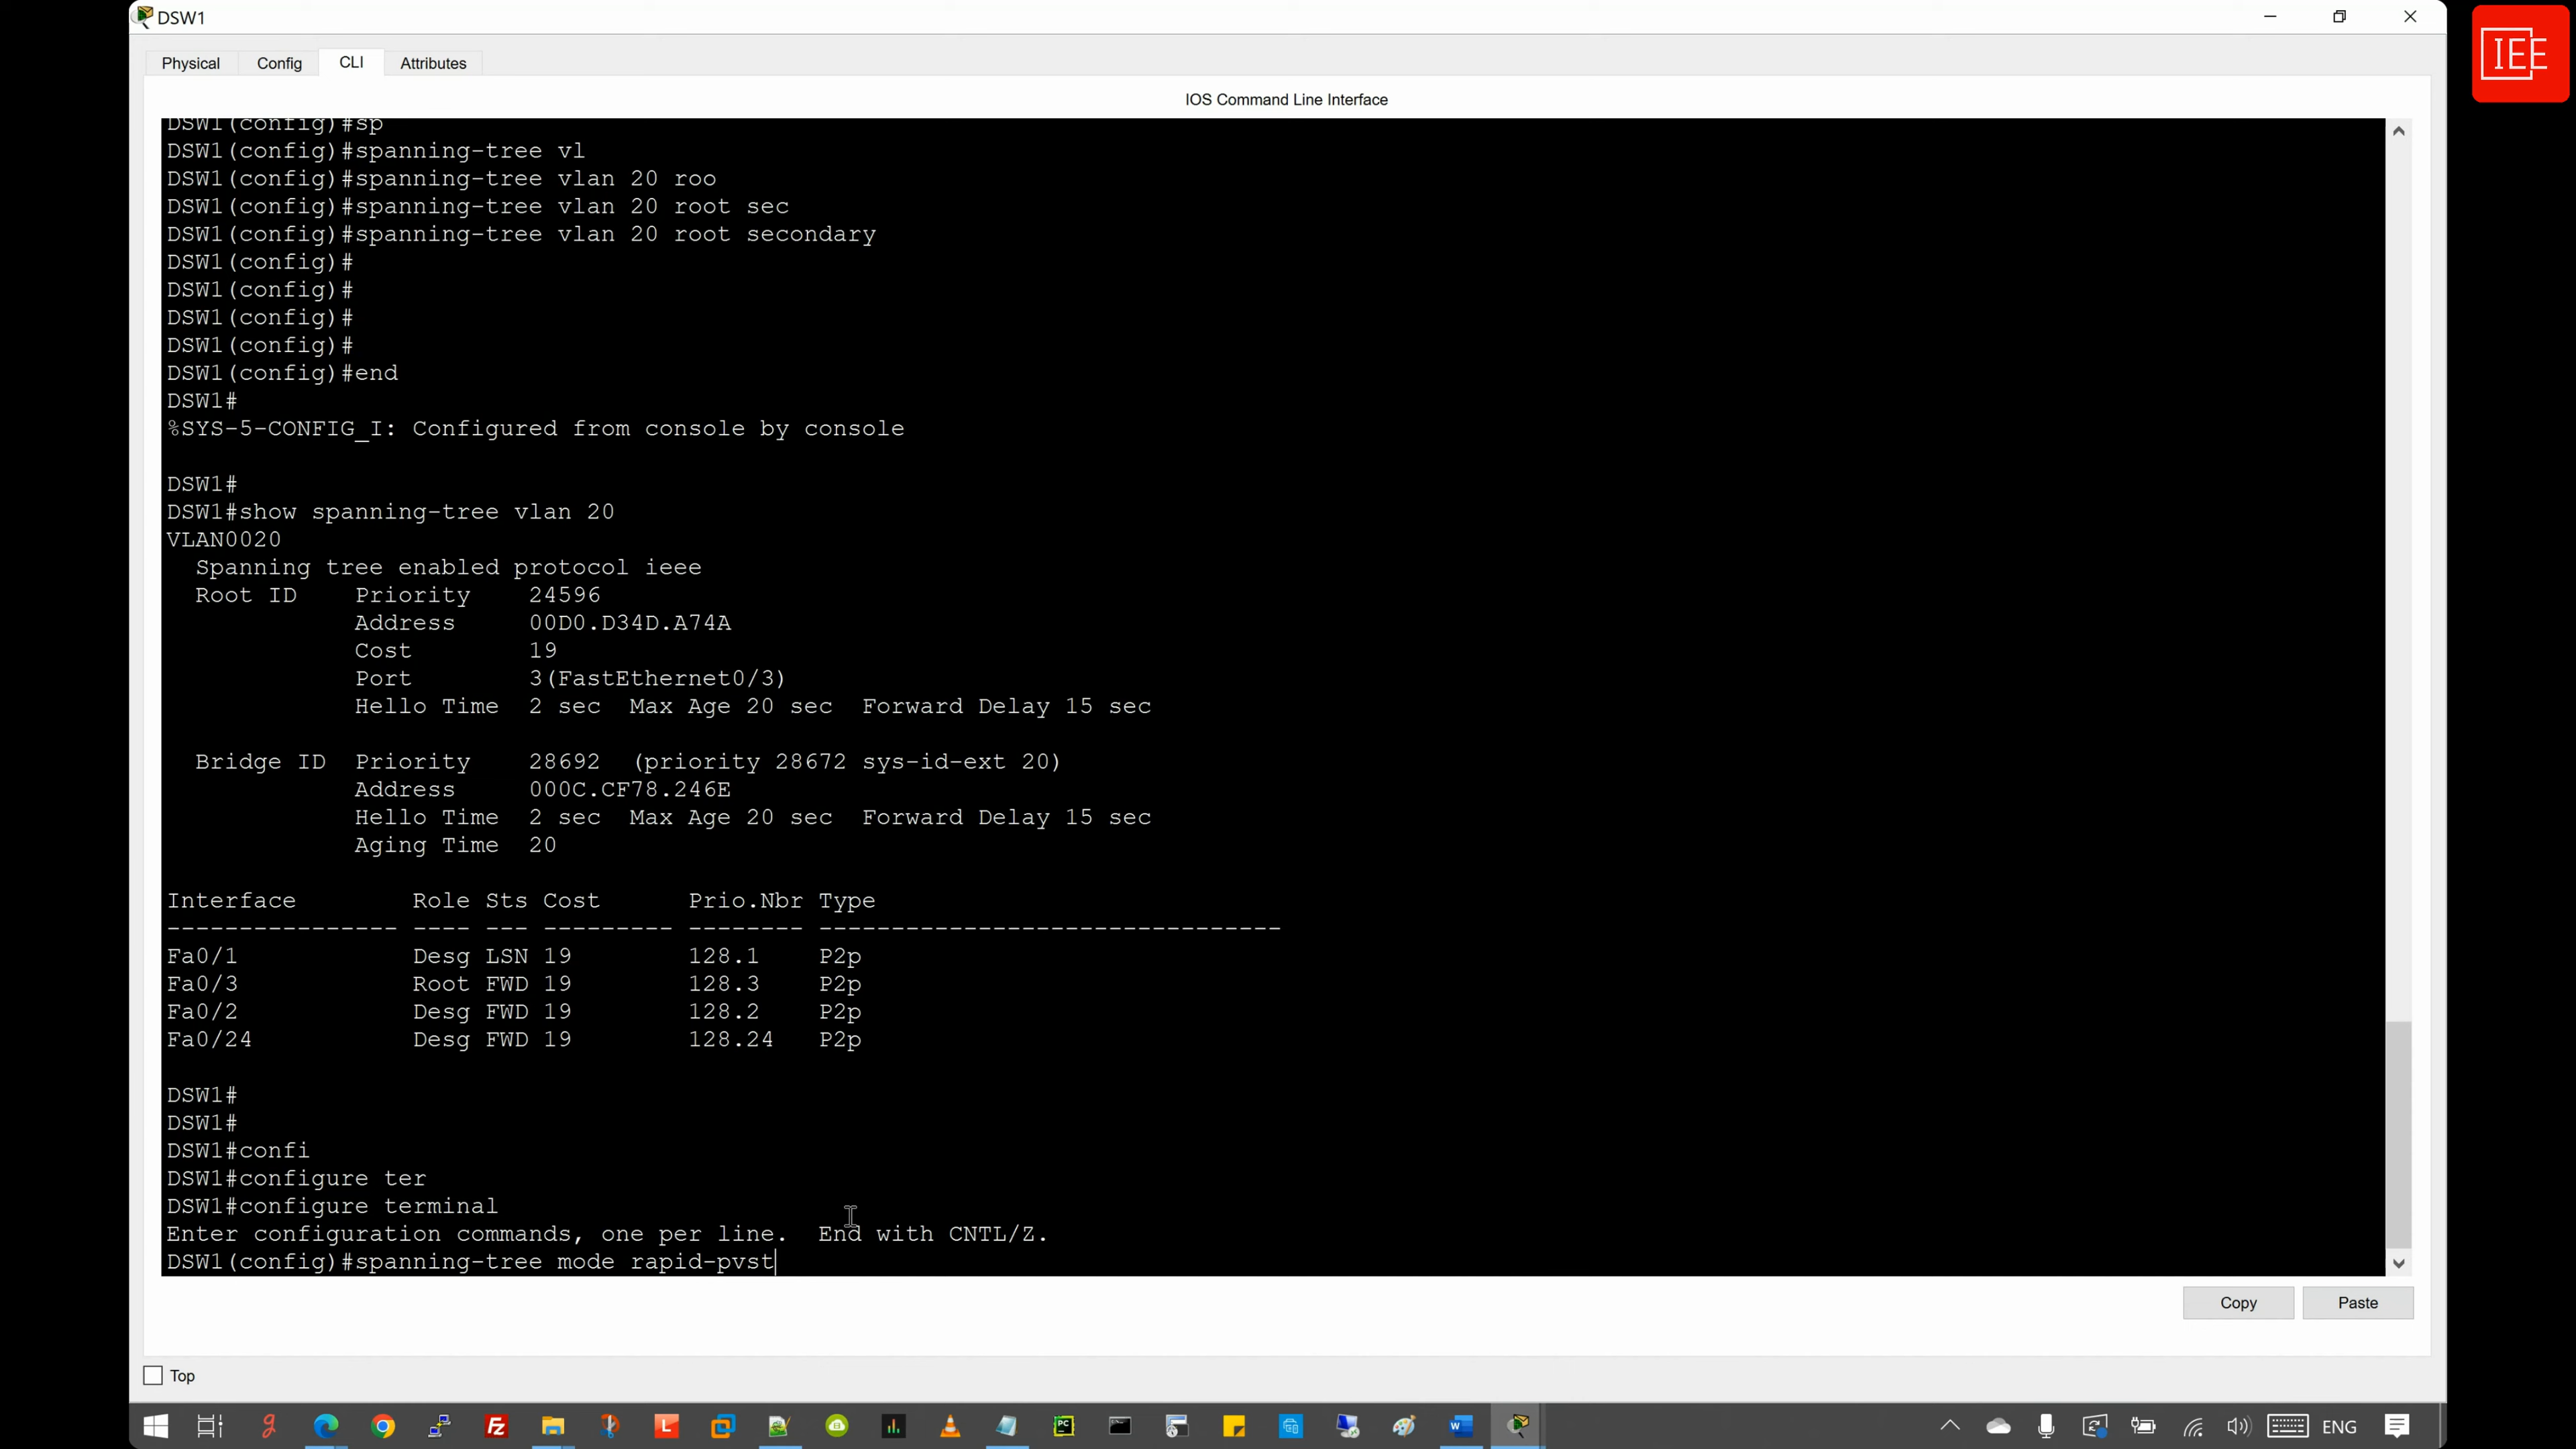 DSW1
IEE
Physical Config CLI Attributes
IOS Command Line Interface
DSW1(config)#sp
DSW1(config)#spanning-tree vl
DSW1(config)#spanning-tree vlan 20 roo
DSW1(config)#spanning-tree vlan 20 root sec
DSW1(config)#spanning-tree vlan 20 root secondary
DSW1(config)#
DSW1(config)#
DSW1(config)#
DSW1(config)#
DSW1(config)#end
DSW1#
%SYS-5-CONFIG_I: Configured from console by console
DSW1#
DSW1#show spanning-tree vlan 20
VLAN0020
Spanning tree enabled protocol ieee
Root ID Priority 24596
Address 00D0.D34D.A74A
Cost 19
Port 3(FastEthernet0/3)
Hello Time 2 sec Max Age 20 sec Forward Delay 15 sec
Bridge ID Priority 28692 (priority 28672 sys-id-ext 20)
Address 000C.CF78.246E
Hello Time 2 sec Max Age 20 sec Forward Delay 15 sec
Aging Time 20
Interface Role Sts Cost Prio.Nbr Type
---------------- ---- --- --------- -------- --------------------------------
Fa0/1 Desg LSN 19 128.1 P2p
Fa0/3 Root FWD 19 128.3 P2p
Fa0/2 Desg FWD 19 128.2 P2p
Fa0/24 Desg FWD 19 128.24 P2p
DSW1#
DSW1#
DSW1#confi
DSW1#configure ter
DSW1#configure terminal
Enter configuration commands, one per line. End with CNTL/Z.
DSW1(config)#spanning-tree mode rapid-pvst
Copy Paste
Top
ENG